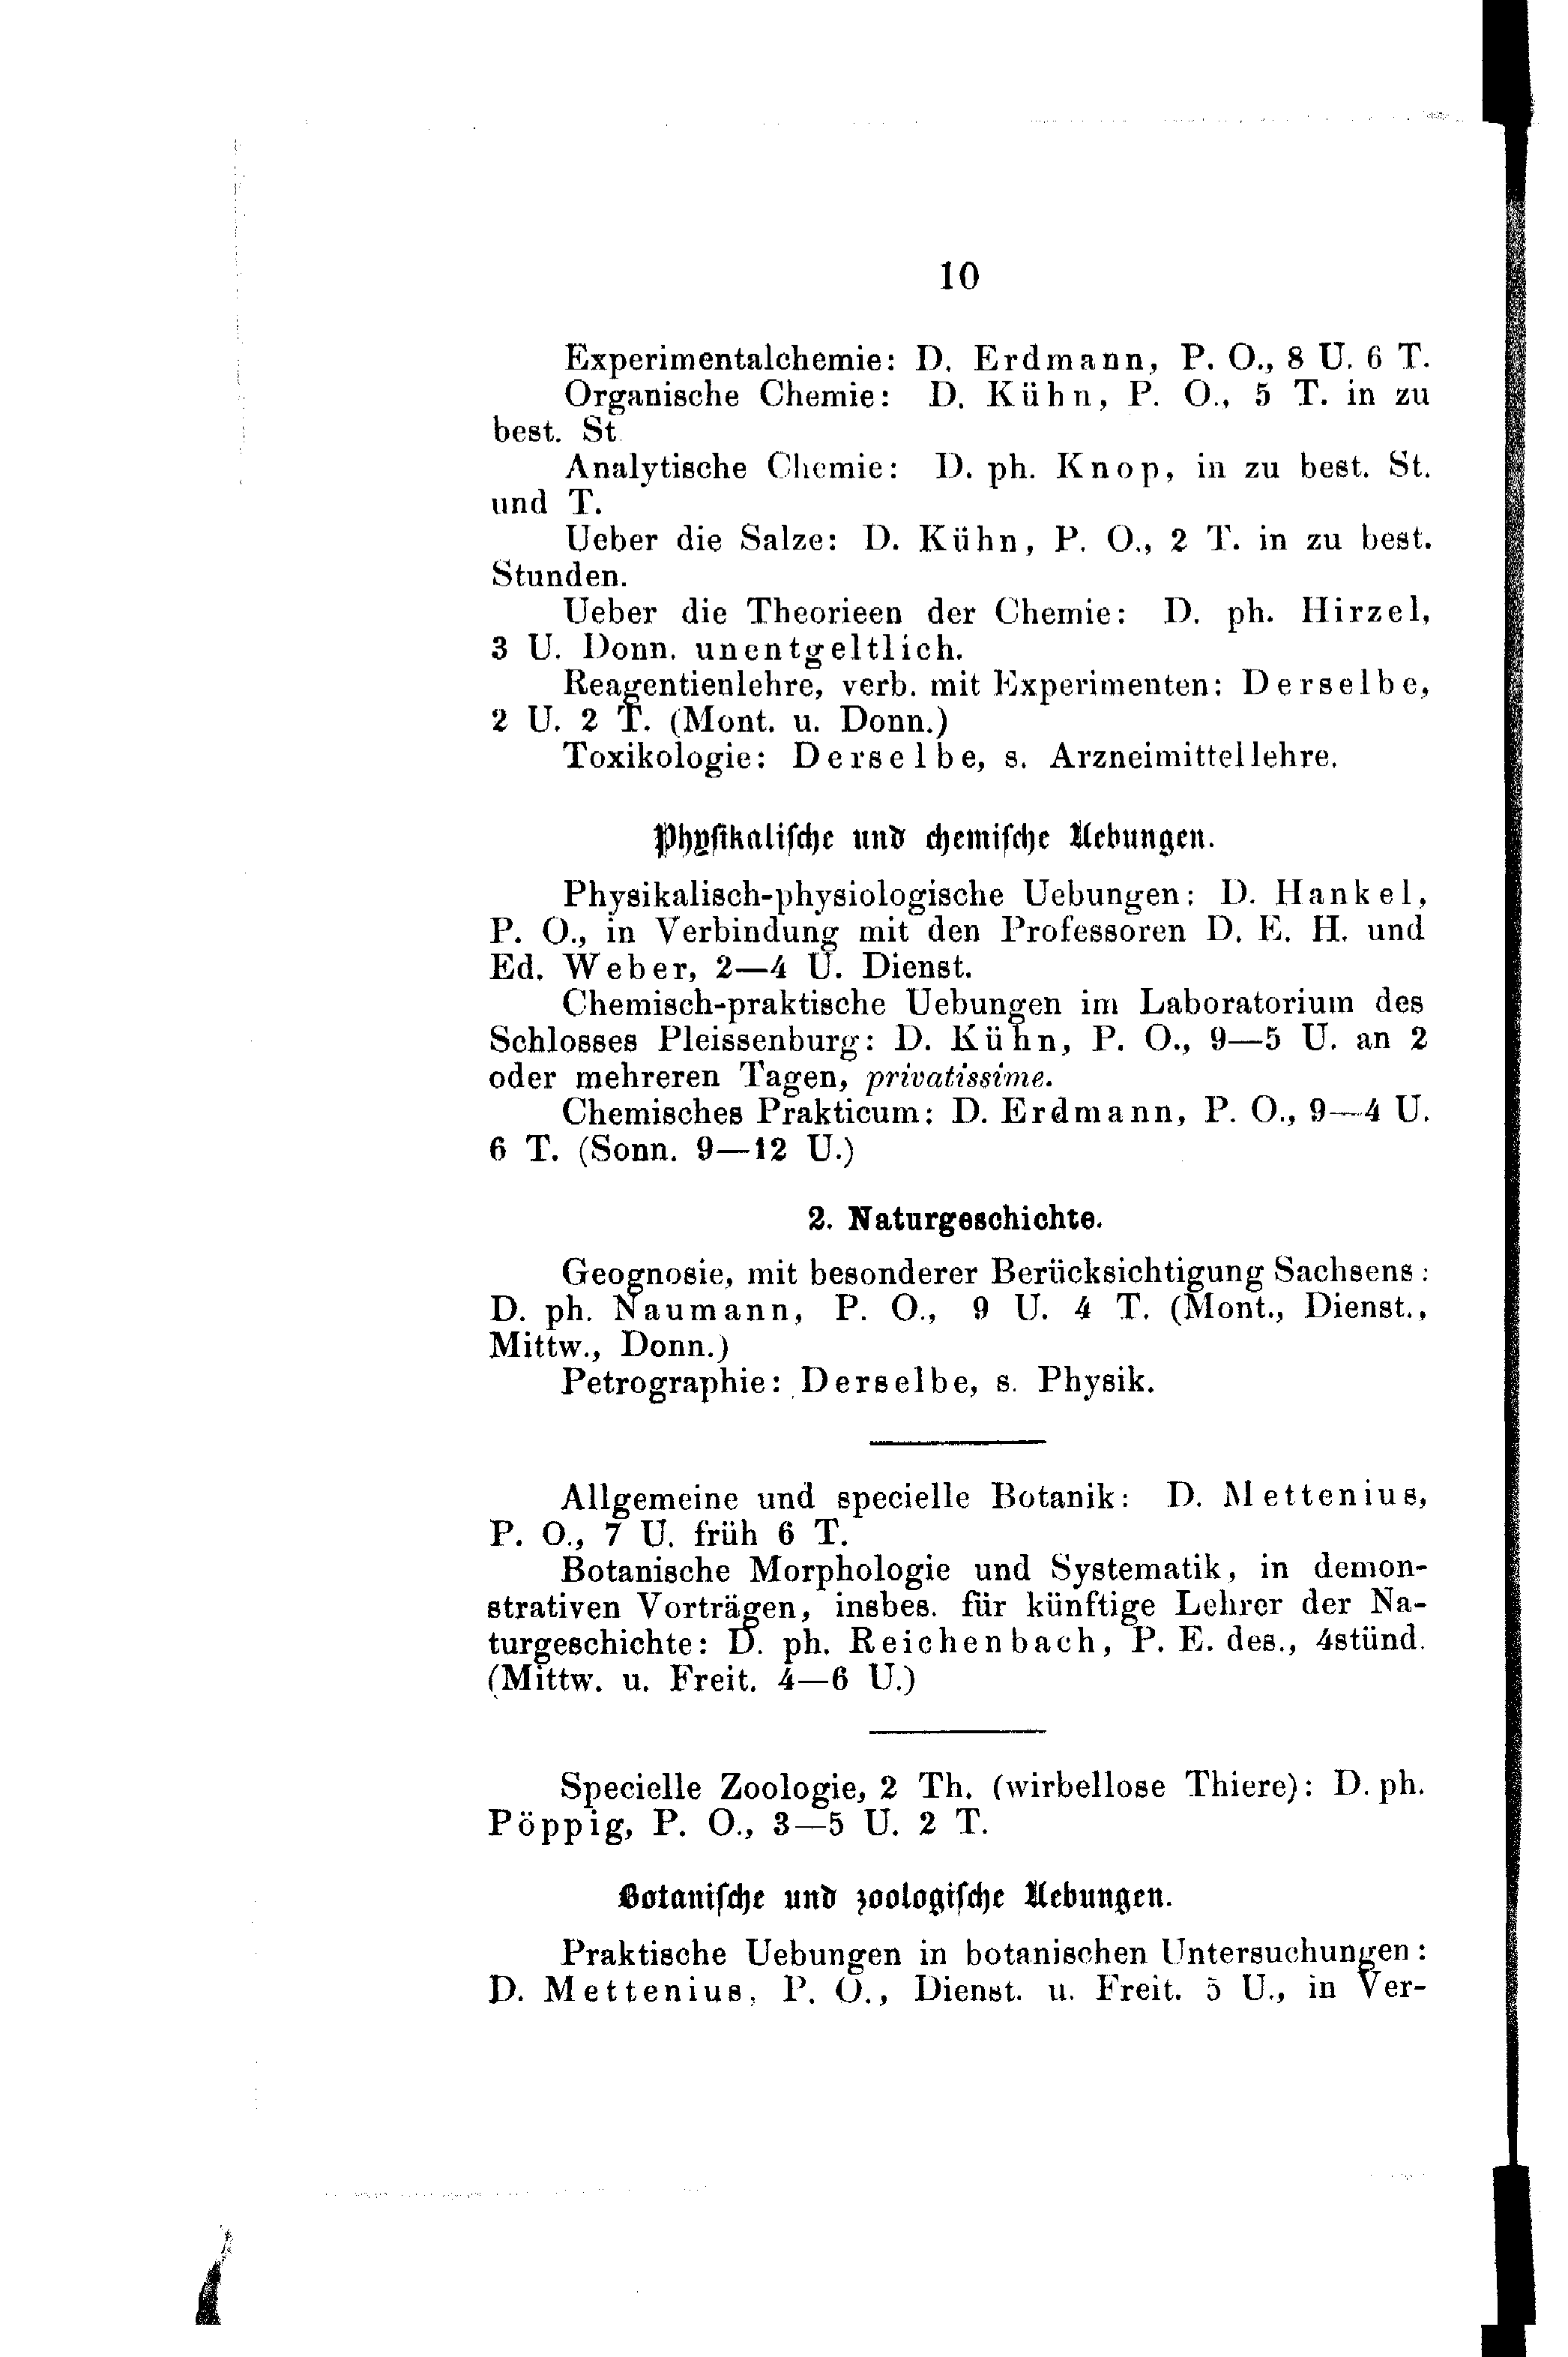 10
Experimentalchemie: D. Erdmann, P. O., 8 U. 6 T.
Organische Chemie: D. Kühn, P. O., 5 T. in zu
best. St
Analytische Chemie: D. ph. Knop, in zu best. St.
und T.
Ueber die Salze: D. Kühn, P. O., 2 T. in zu best.
Stunden.
Ueber die Theorieen der Chemie: D. ph. Hirzel,
3 U. Donn. unentgeltlich.
Reagentienlehre, verb. mit Experimenten: Derselbe,
2 U. 2 T. (Mont. u. Donn.)
Toxikologie: Derselbe, s. Arzneimittellehre.
Physikalische und chemische Uebungen.
Physikalisch-physiologische Uebungen: D. Hankel,
P. O., in Verbindung mit den Professoren D. E. H. und
Ed. Weber, 2—4 U. Dienst.
Chemisch-praktische Uebungen im Laboratorium des
Schlosses Pleissenburg: D. Kühn, P. O., 9—5 U. an 2
oder mehreren Tagen, privatissime.
Chemisches Prakticum: D. Erdmann, P. O., 9—4 U.
6 T. (Sonn. 9—12 U.)
2. Naturgeschichte.
Geognosie, mit besonderer Berücksichtigung Sachsens:
D. ph. Naumann, P. O., 9 U. 4 T. (Mont., Dienst.,
Mittw., Donn.)
Petrographie: Derselbe, s. Physik.
Allgemeine und specielle Botanik: D. Mettenius,
P. O., 7 U. früh 6 T.
Botanische Morphologie und Systematik, in demon-
strativen Vorträgen, insbes. für künftige Lehrer der Na-
turgeschichte: D. ph. Reichenbach, P. E. des., 4stünd.
(Mittw. u. Freit. 4—6 U.)
Specielle Zoologie, 2 Th. (wirbellose Thiere): D. ph.
Pöppig, P. O., 3—5 U. 2 T.
Botanische und zoologische Uebungen.
Praktische Uebungen in botanischen Untersuchungen:
D. Mettenius, P. O., Dienst. u. Freit. 5 U., in Ver-